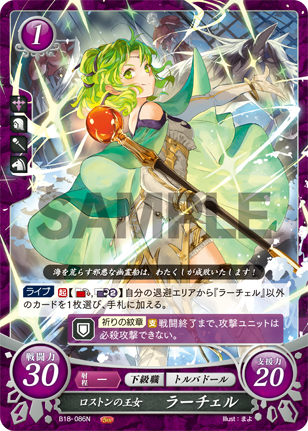 1
SAMPLE
海を荒らす邪悪な幽霊船は、わたくしが成敗いたします！
ライブ 起 自分の退避エリアから『ラーチェル』以外
のカードを1枚選び、手札に加える。
祈りの紋章 支 戦闘終了まで、攻撃ユニットは
必殺攻撃できない。
戦闘力
30
射程 - 下級職 トルバドール
支援力
20
ロストンの王女 ラーチェル
B18-086N
Illust：まよ